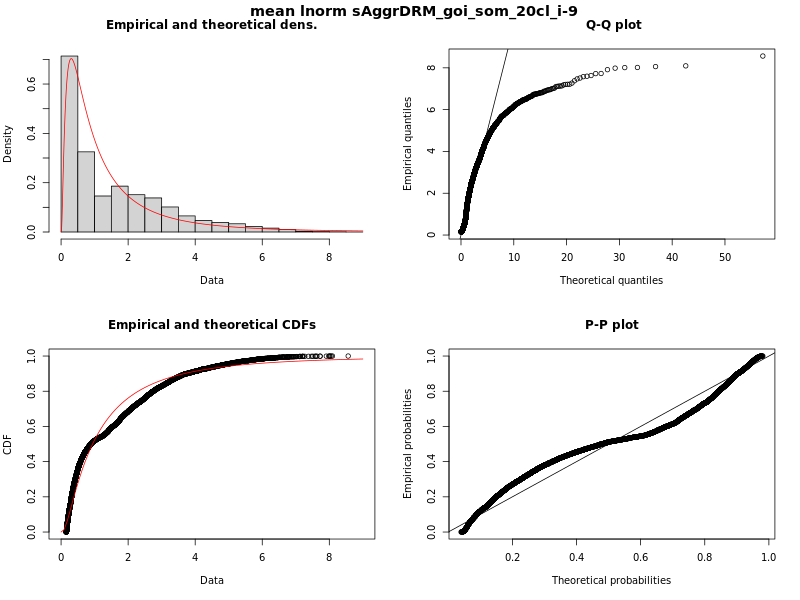 mean lnorm sAggrDRM_goi_som_20cl_i-9
Empirical and theoretical dens.
Density
0.0 0.2 0.4 0.6
0 2 4 6 8
Data
Q-Q plot
Empirical quantiles
0 2 4 6 8
0 10 20 30 40 50
Theoretical quantiles
Empirical and theoretical CDFs
CDF
0.0 0.2 0.4 0.6 0.8 1.0
0 2 4 6 8
Data
P-P plot
Empirical probabilities
0.0 0.2 0.4 0.6 0.8 1.0
0.2 0.4 0.6 0.8 1.0
Theoretical probabilities